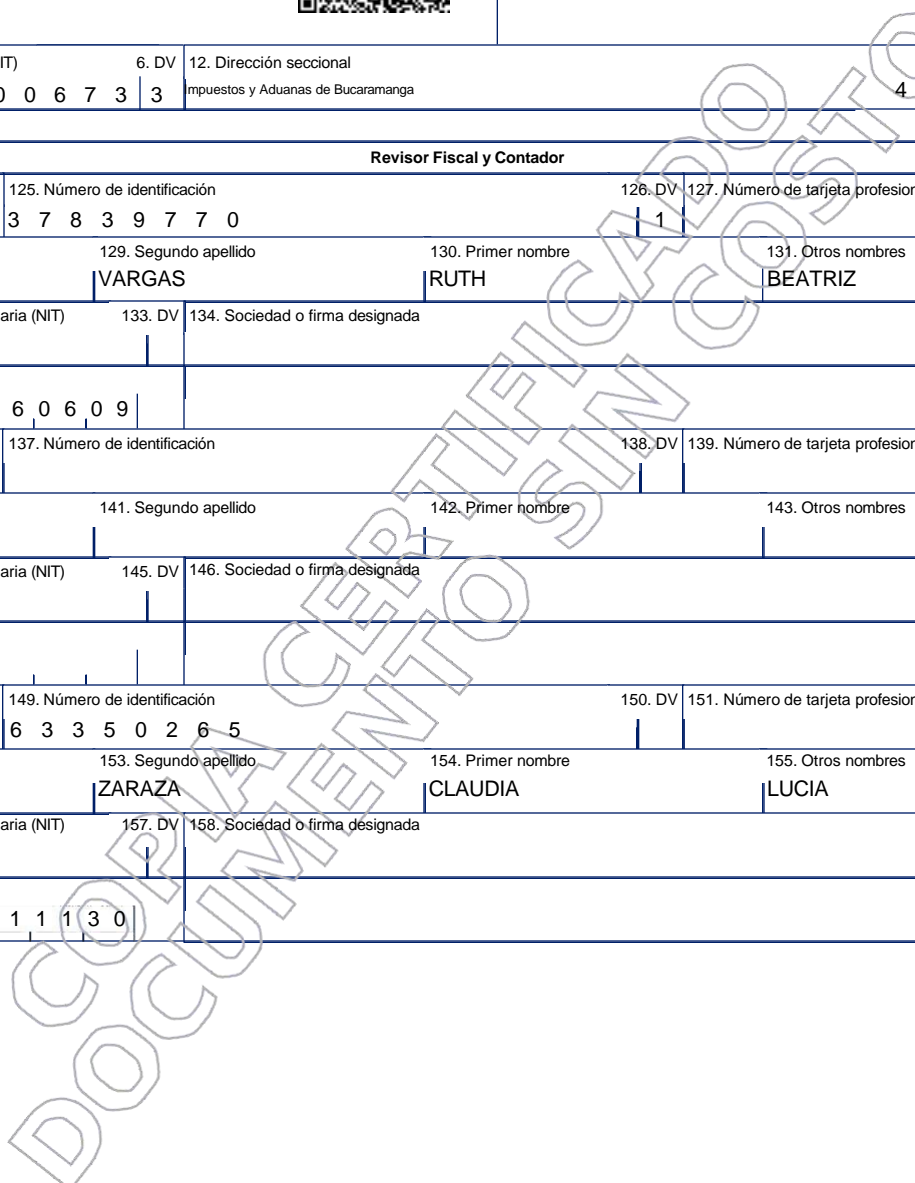 IT) 6. DV 12. Dirección seccional
0 0 6 7 3 3 Impuestos y Aduanas de Bucaramanga 4
Revisor Fiscal y Contador
125. Número de identificación 126. DV 127. Número de tarjeta profesion
3 7 8 3 9 7 7 0 1
129. Segundo apellido 130. Primer nombre 131. Otros nombres
VARGAS RUTH BEATRIZ
aria (NIT) 133. DV 134. Sociedad o firma designada
6 0 6 0 9
137. Número de identificación 138. DV 139. Número de tarjeta profesion
141. Segundo apellido 142. Primer nombre 143. Otros nombres
aria (NIT) 145. DV 146. Sociedad o firma designada
149. Número de identificación 150. DV 151. Número de tarjeta profesion
6 3 3 5 0 2 6 5
153. Segundo apellido 154. Primer nombre 155. Otros nombres
ZARAZA CLAUDIA LUCIA
aria (NIT) 157. DV 158. Sociedad o firma designada
1 1 1 3 0
COPIA CERTIFICADO
DOCUMENTO SIN COSTO